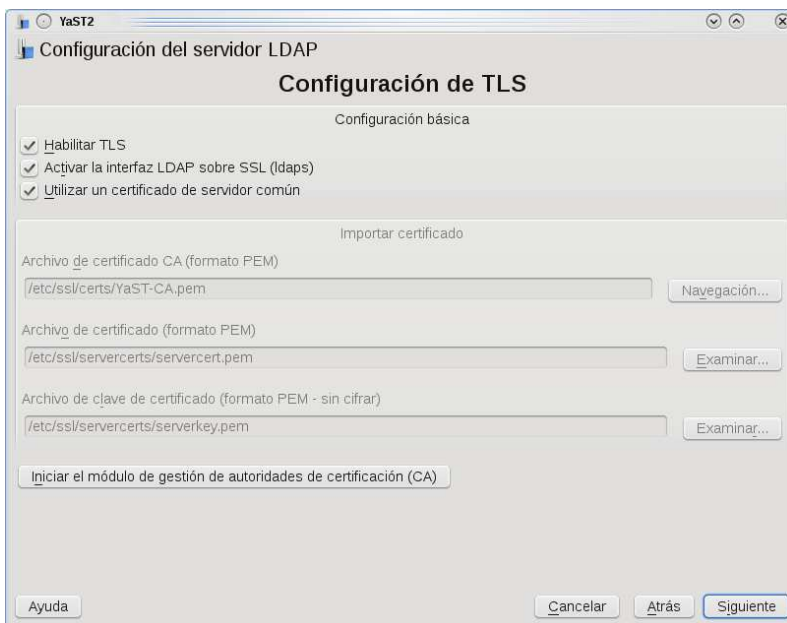 YaST2
Configuración del servidor LDAP
Configuración de TLS
Configuración básica
Habilitar TLS
Activar la interfaz LDAP sobre SSL (ldaps)
Utilizar un certificado de servidor común
Importar certificado
Archivo de certificado CA (formato PEM)
/etc/ssl/certs/YaST-CA.pem
Navegación...
Archivo de certificado (formato PEM)
/etc/ssl/servercerts/servercert.pem
Examinar...
Archivo de clave de certificado (formato PEM - sin cifrar)
/etc/ssl/servercerts/serverkey.pem
Examinar...
Iniciar el módulo de gestión de autoridades de certificación (CA)
Ayuda
Cancelar
Atrás
Siguiente